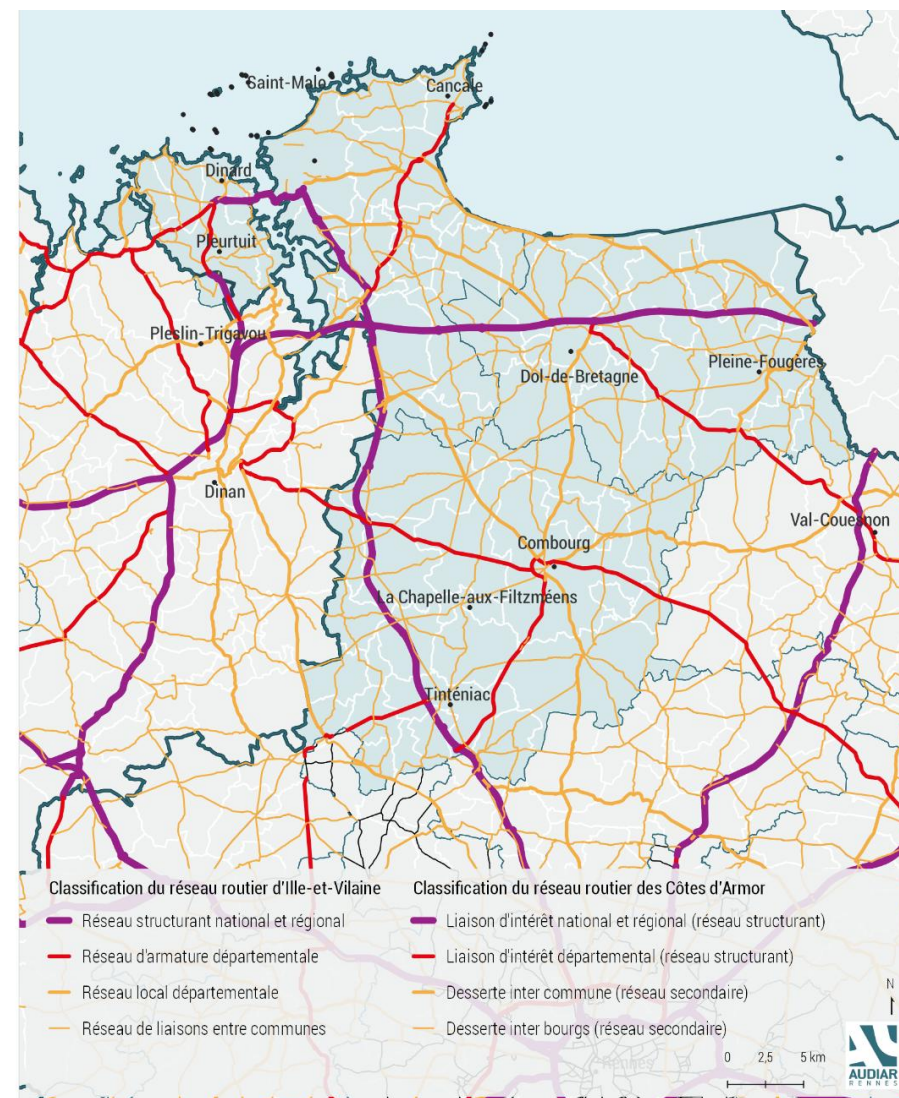 Saint-Malo
Cancale
Dinard
Pleurtuit
Pleslin-Trigavou
Dol-de-Bretagne
Pleine-Fougères
Dinan
Val-Couesnon
Combourg
La Chapelle-aux-Filtzméens
Tinténiac
Classification du réseau routier d'Ille-et-Vilaine
Réseau structurant national et régional
Réseau d'armature départementale
Réseau local départementale
Réseau de liaisons entre communes
Classification du réseau routier des Côtes d'Armor
Liaison d'intérêt national et régional (réseau structurant)
Liaison d'intérêt départemental (réseau structurant)
Desserte inter commune (réseau secondaire)
Desserte inter bourgs (réseau secondaire)
Rennes
N
0 2,5 5 km
AUDIAR
RENNES